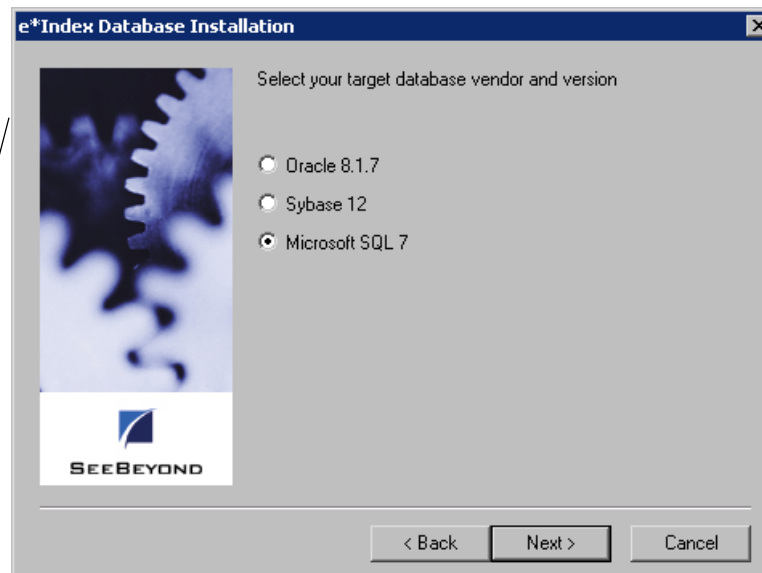 e*Index Database Installation
Select your target database vendor and version
Oracle 8.1.7
Sybase 12
Microsoft SQL 7
SEEBEYOND
< Back
Next >
Cancel